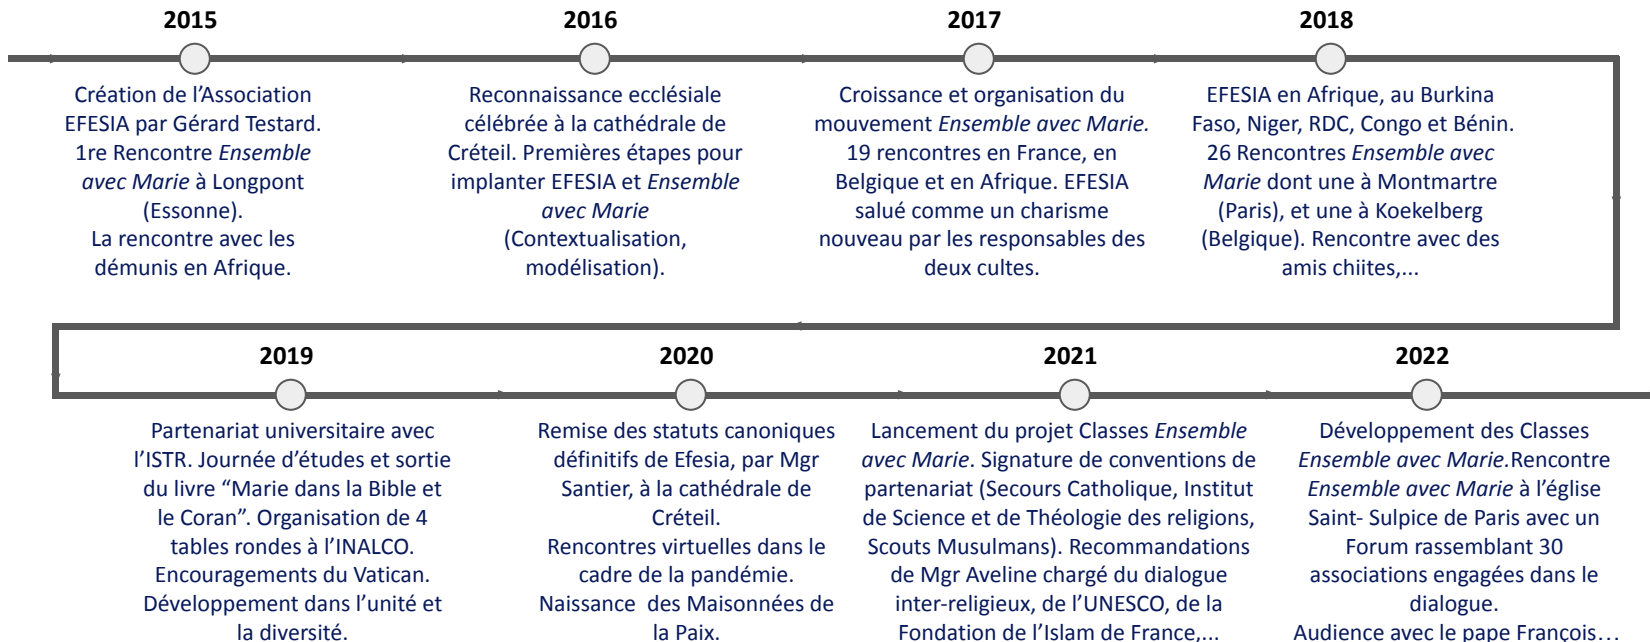 2015
Création de l’Association
EFESIA par Gérard Testard.
1re Rencontre Ensemble
avec Marie à Longpont
(Essonne).
La rencontre avec les
démunis en Afrique.
2016
Reconnaissance ecclésiale
célébrée à la cathédrale de
Créteil. Premières étapes pour
implanter EFESIA et Ensemble
avec Marie
(Contextualisation,
modélisation).
2017
Croissance et organisation du
mouvement Ensemble avec Marie.
19 rencontres en France, en
Belgique et en Afrique. EFESIA
salué comme un charisme
nouveau par les responsables des
deux cultes.
2018
EFESIA en Afrique, au Burkina
Faso, Niger, RDC, Congo et Bénin.
26 Rencontres Ensemble avec
Marie dont une à Montmartre
(Paris), et une à Koekelberg
(Belgique). Rencontre avec des
amis chiites,...
2019
Partenariat universitaire avec
l’ISTR. Journée d’études et sortie
du livre “Marie dans la Bible et
le Coran”. Organisation de 4
tables rondes à l’INALCO.
Encouragements du Vatican.
Développement dans l’unité et
la diversité.
2020
Remise des statuts canoniques
définitifs de Efesia, par Mgr
Santier, à la cathédrale de
Créteil.
Rencontres virtuelles dans le
cadre de la pandémie.
Naissance des Maisonnées de
la Paix.
2021
Lancement du projet Classes Ensemble
avec Marie. Signature de conventions de
partenariat (Secours Catholique, Institut
de Science et de Théologie des religions,
Scouts Musulmans). Recommandations
de Mgr Aveline chargé du dialogue
inter-religieux, de l’UNESCO, de la
Fondation de l’Islam de France,...
2022
Développement des Classes
Ensemble avec Marie.Rencontre
Ensemble avec Marie à l’église
Saint- Sulpice de Paris avec un
Forum rassemblant 30
associations engagées dans le
dialogue.
Audience avec le pape François…